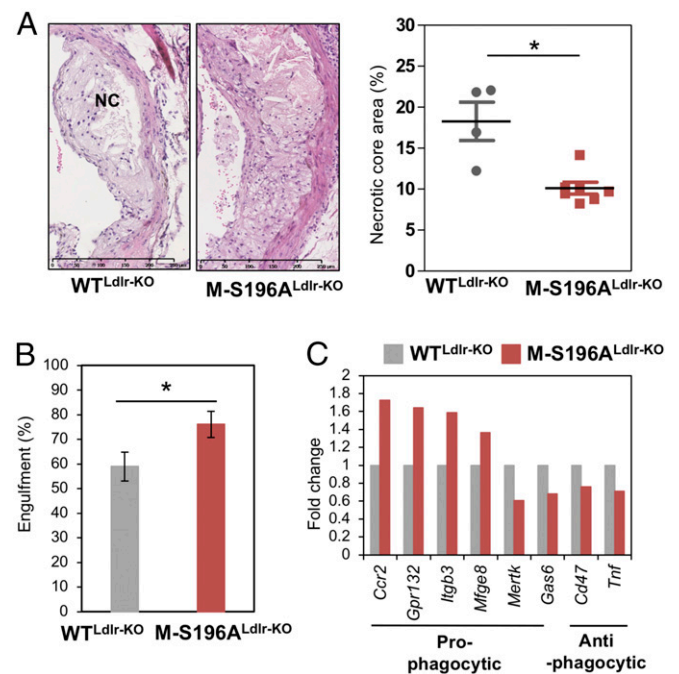 A
NC
WT Ldlr-KO
M-S196A Ldlr-KO
Necrotic core area (%)
30
25
20
15
10
5
0
*
WT Ldlr-KO
M-S196A Ldlr-KO
B
Engulfment (%)
100
90
80
70
60
50
40
30
20
10
0
*
WT Ldlr-KO
M-S196A Ldlr-KO
C
WT Ldlr-KO
M-S196A Ldlr-KO
Fold change
2
1.8
1.6
1.4
1.2
1
0.8
0.6
0.4
0.2
0
Ccr2
Gpr132
Itgb3
Mfge8
Mertk
Gas6
Cd47
Tnf
Pro-
phagocytic
Anti
-phagocytic